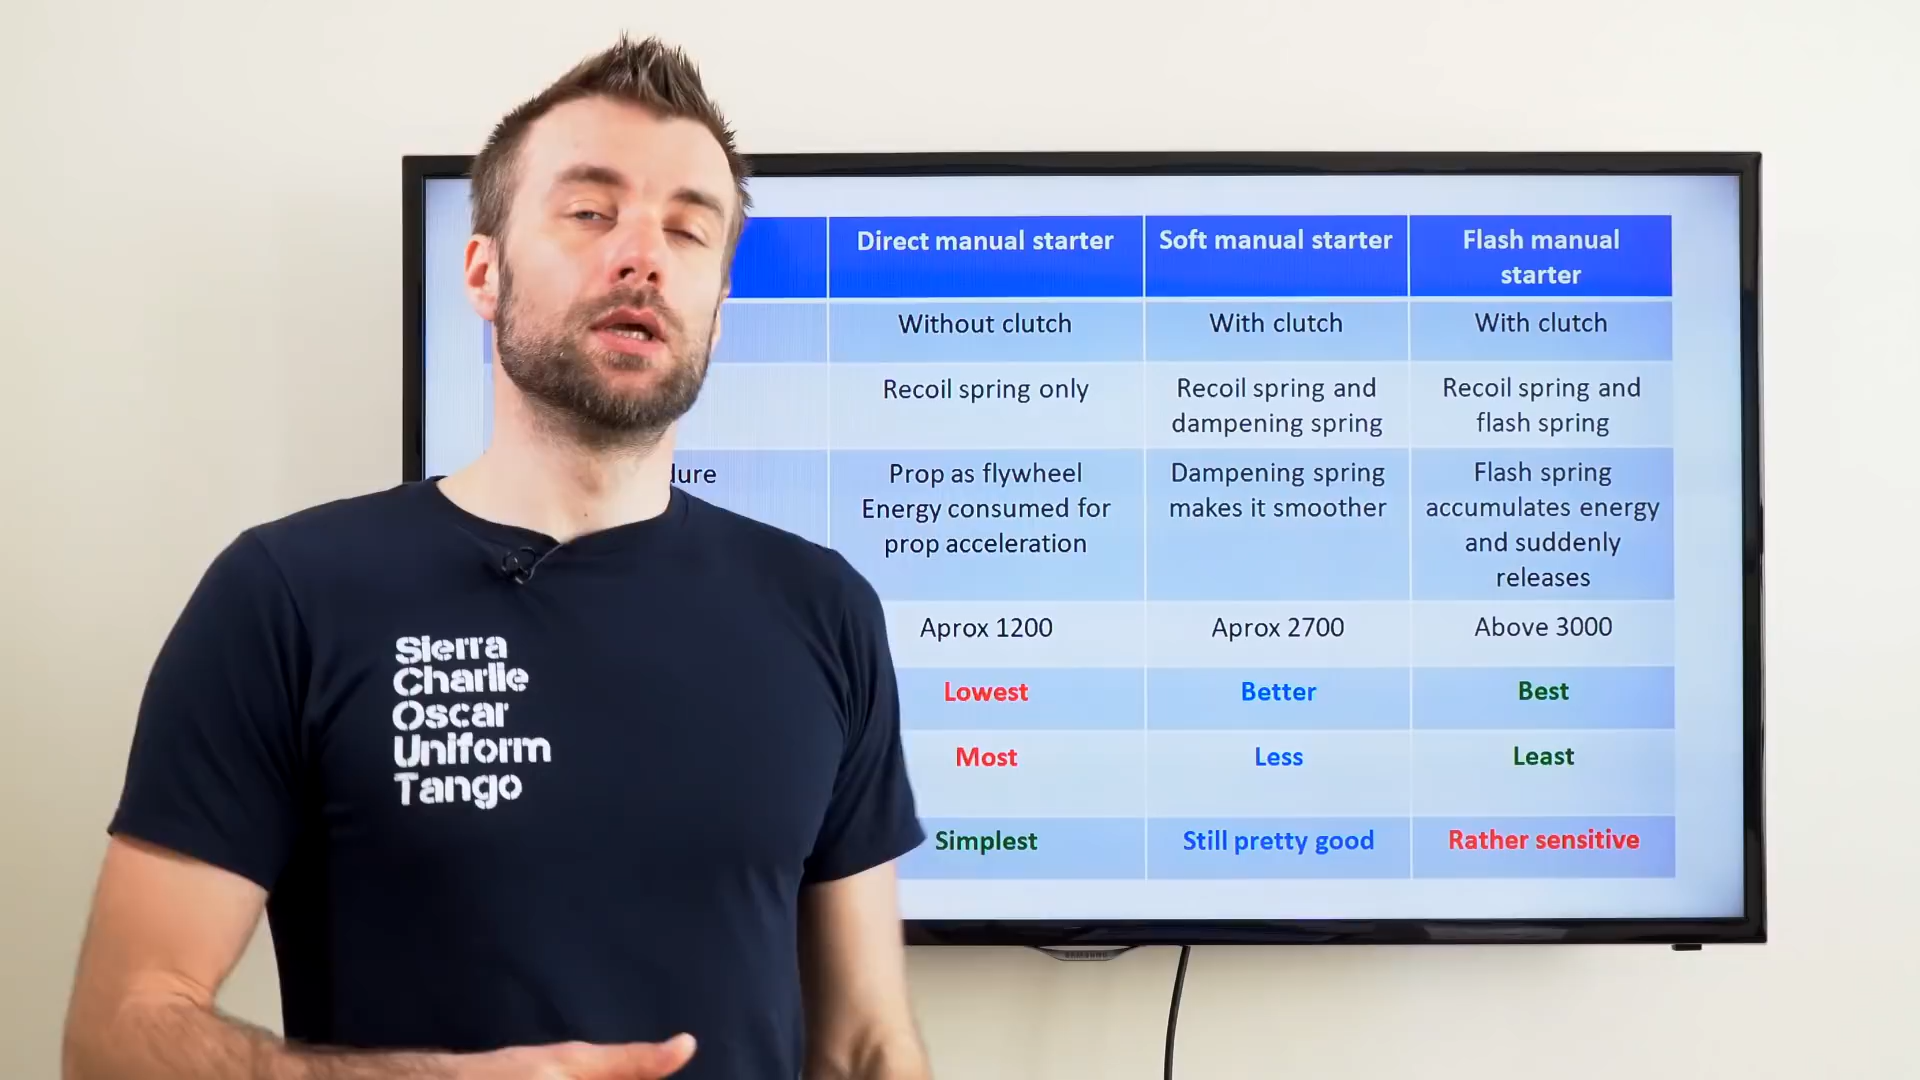 Direct manual starter
Soft manual starter
Flash manual
starter
Without clutch
With clutch
With clutch
Recoil spring only
Recoil spring and
dampening spring
Recoil spring and
flash spring
dure
Prop as flywheel
Energy consumed for
prop acceleration
Dampening spring
makes it smoother
Flash spring
accumulates energy
and suddenly
releases
Aprox 1200
Aprox 2700
Above 3000
Lowest
Better
Best
Most
Less
Least
Simplest
Still pretty good
Rather sensitive
Sierra
Charlie
Oscar
Uniform
Tango
SAMSUNG